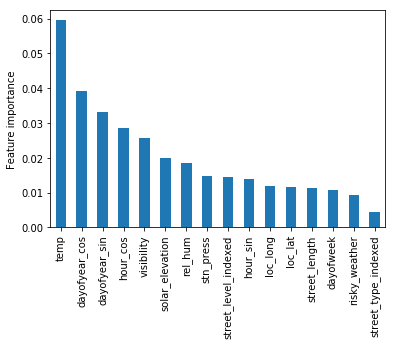 Feature importance
0.06
0.05
0.04
0.03
0.02
0.01
0.00
temp
dayofyear_cos
dayofyear_sin
hour_cos
visibility
solar_elevation
rel_hum
stn_press
street_level_indexed
hour_sin
loc_long
loc_lat
street_length
dayofweek
risky_weather
street_type_indexed